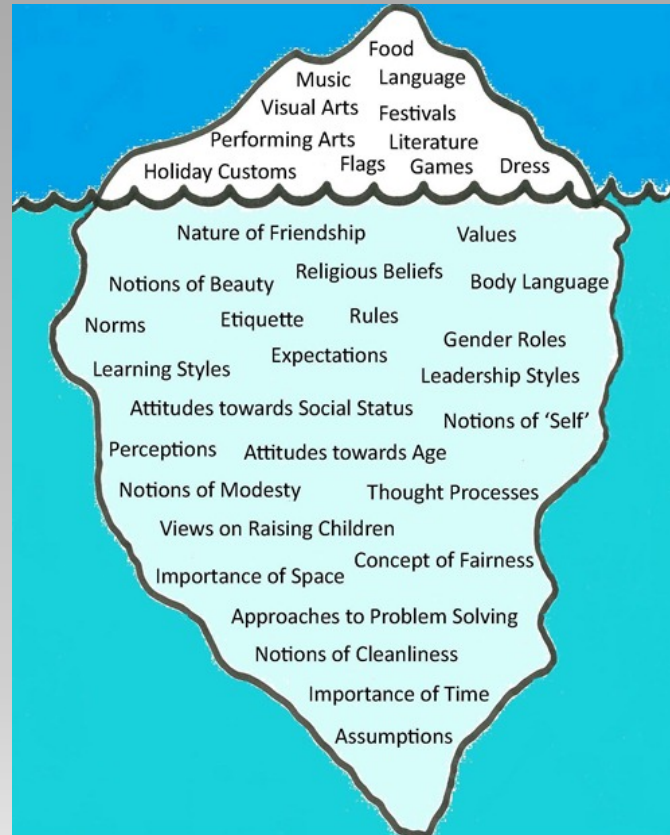 Food
Music Language
Visual Arts Festivals
Performing Arts Literature
Holiday Customs Flags Games Dress
Nature of Friendship Values
Notions of Beauty Religious Beliefs Body Language
Norms Etiquette Rules
Expectations Gender Roles
Learning Styles Leadership Styles
Attitudes towards Social Status Notions of ‘Self’
Perceptions Attitudes towards Age
Notions of Modesty Thought Processes
Views on Raising Children
Importance of Space Concept of Fairness
Approaches to Problem Solving
Notions of Cleanliness
Importance of Time
Assumptions